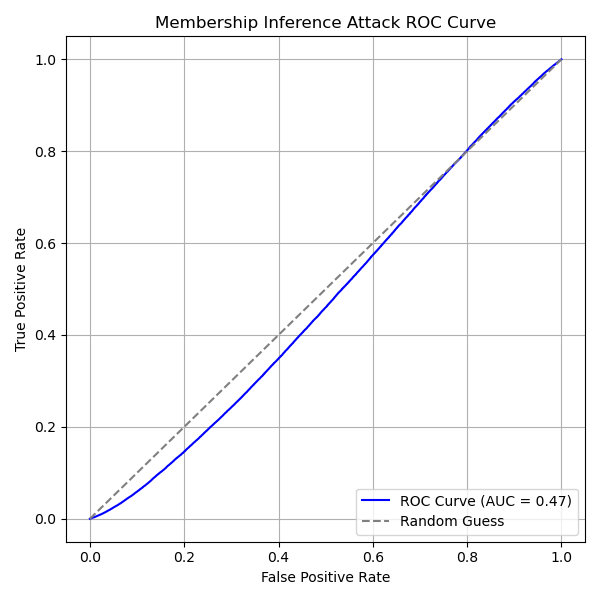 Membership Inference Attack ROC Curve
True Positive Rate
1.0
0.8
0.6
0.4
0.2
0.0
0.0 0.2 0.4 0.6 0.8 1.0
False Positive Rate
ROC Curve (AUC = 0.47)
Random Guess